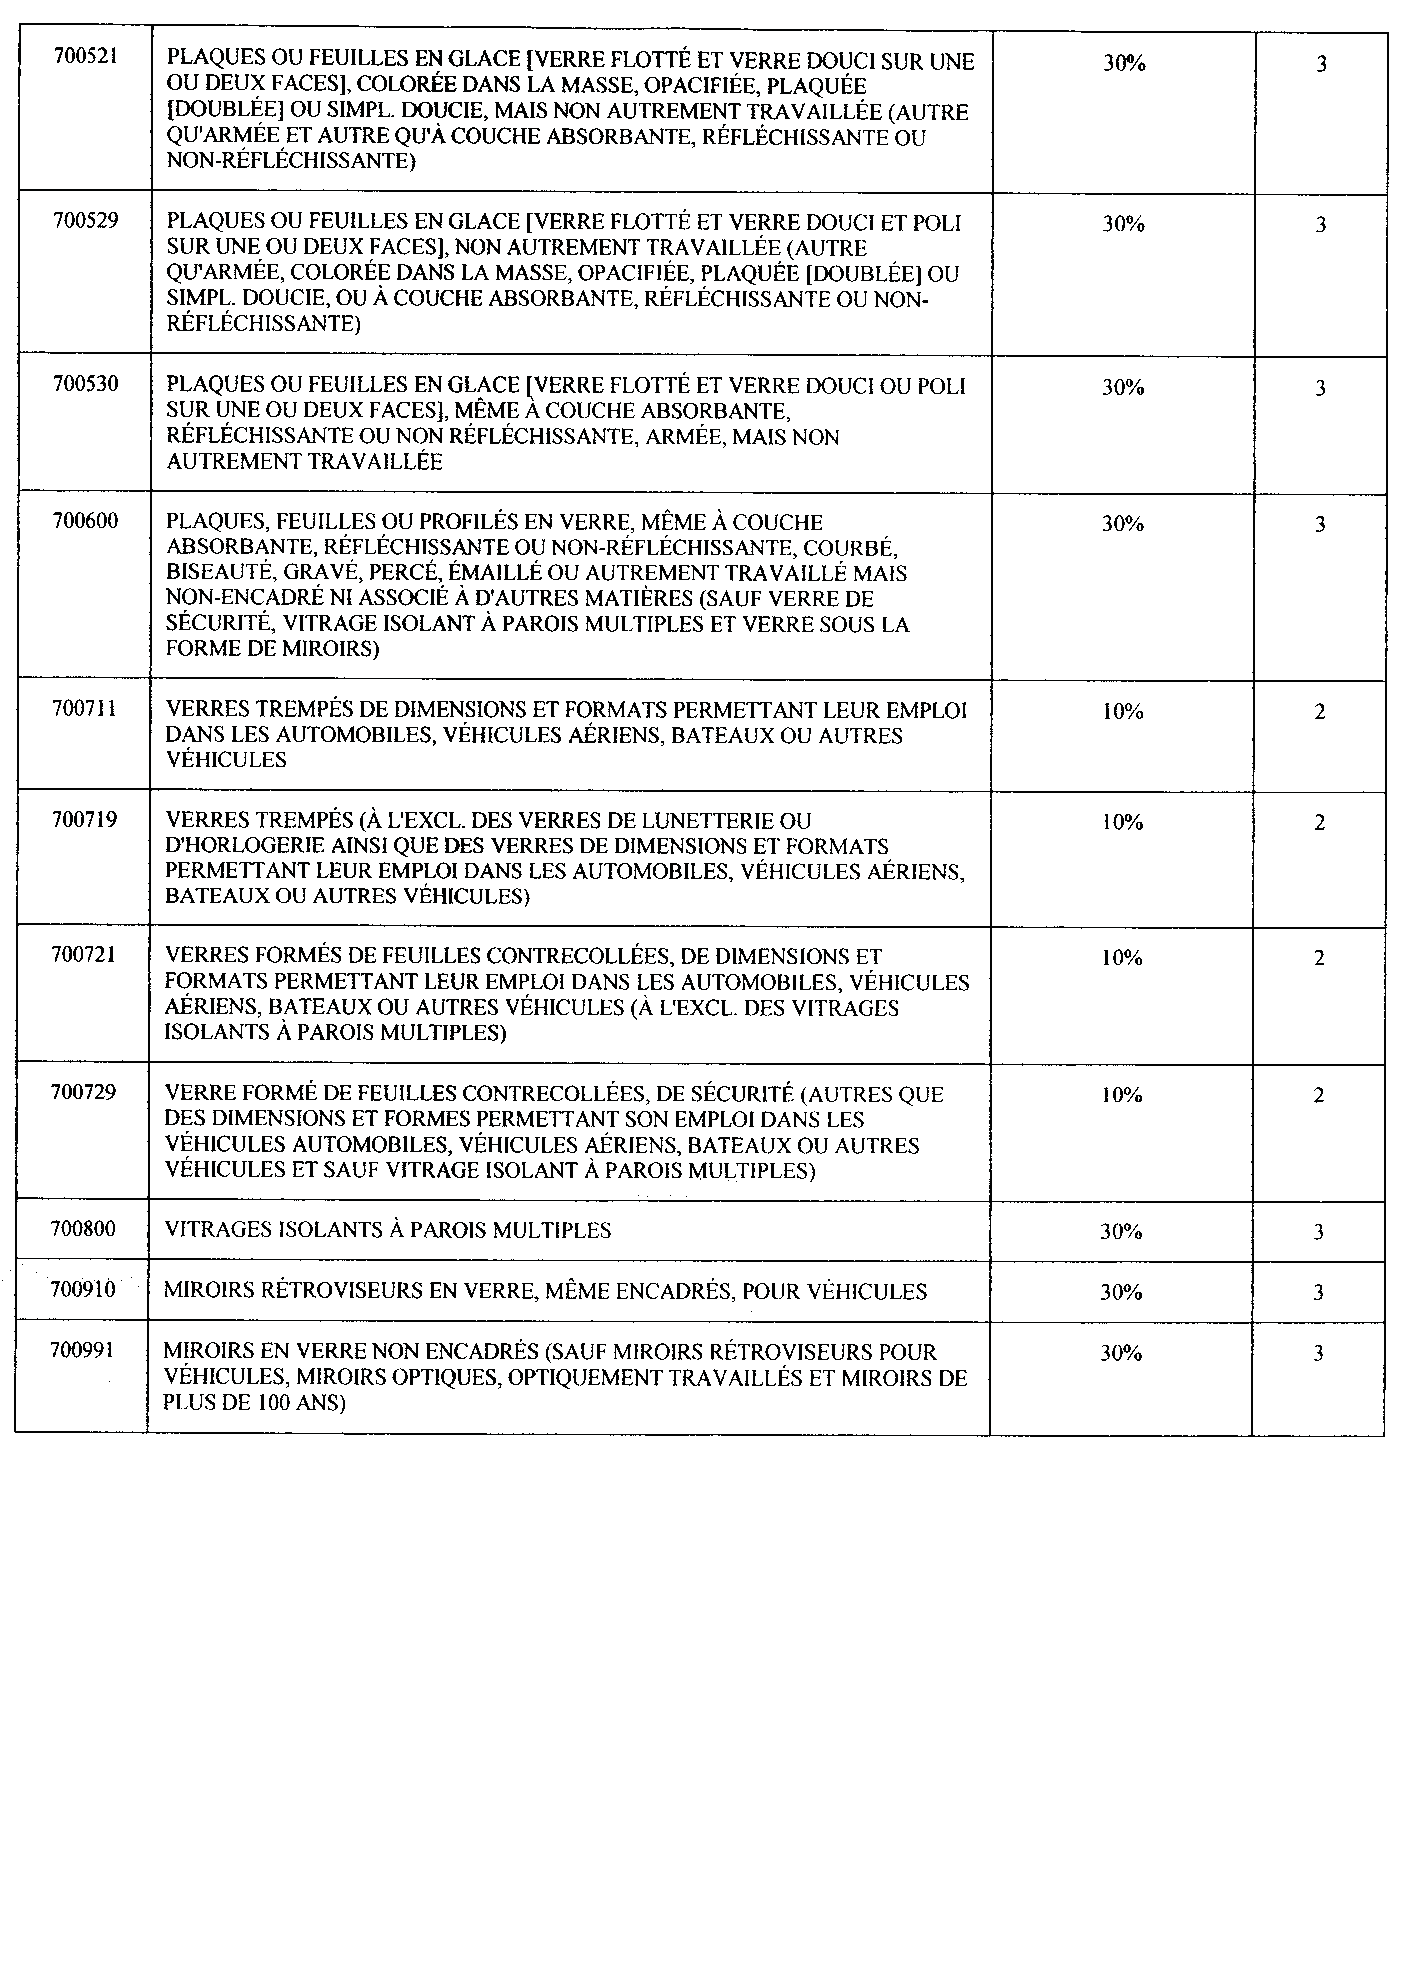 700521 PLAQUES OU FEUILLES EN GLACE [VERRE FLOTTÉ ET VERRE DOUCI SUR UNE 30% 3
OU DEUX FACES], COLORÉE DANS LA MASSE, OPACIFIÉE, PLAQUÉE
[DOUBLÉE] OU SIMPL. DOUCIE, MAIS NON AUTREMENT TRAVAILLÉE (AUTRE
QU'ARMÉE ET AUTRE QU'À COUCHE ABSORBANTE, RÉFLÉCHISSANTE OU
NON-RÉFLÉCHISSANTE)
700529 PLAQUES OU FEUILLES EN GLACE [VERRE FLOTTÉ ET VERRE DOUCI ET POLI 30% 3
SUR UNE OU DEUX FACES], NON AUTREMENT TRAVAILLÉE (AUTRE
QU'ARMÉE, COLORÉE DANS LA MASSE, OPACIFIÉE, PLAQUÉE [DOUBLÉE] OU
SIMPL. DOUCIE, OU À COUCHE ABSORBANTE, RÉFLÉCHISSANTE OU NON-
RÉFLÉCHISSANTE)
700530 PLAQUES OU FEUILLES EN GLACE [VERRE FLOTTÉ ET VERRE DOUCI OU POLI 30% 3
SUR UNE OU DEUX FACES], MÊME À COUCHE ABSORBANTE,
RÉFLÉCHISSANTE OU NON RÉFLÉCHISSANTE, ARMÉE, MAIS NON
AUTREMENT TRAVAILLÉE
700600 PLAQUES, FEUILLES OU PROFILÉS EN VERRE, MÊME À COUCHE 30% 3
ABSORBANTE, RÉFLÉCHISSANTE OU NON-RÉFLÉCHISSANTE, COURBÉ,
BISEAUTÉ, GRAVÉ, PERCÉ, ÉMAILLÉ OU AUTREMENT TRAVAILLÉ MAIS
NON-ENCADRÉ NI ASSOCIÉ À D'AUTRES MATIÈRES (SAUF VERRE DE
SÉCURITÉ, VITRAGE ISOLANT À PAROIS MULTIPLES ET VERRE SOUS LA
FORME DE MIROIRS)
700711 VERRES TREMPÉS DE DIMENSIONS ET FORMATS PERMETTANT LEUR EMPLOI 10% 2
DANS LES AUTOMOBILES, VÉHICULES AÉRIENS, BATEAUX OU AUTRES
VÉHICULES
700719 VERRES TREMPÉS (À L'EXCL. DES VERRES DE LUNETTERIE OU 10% 2
D'HORLOGERIE AINSI QUE DES VERRES DE DIMENSIONS ET FORMATS
PERMETTANT LEUR EMPLOI DANS LES AUTOMOBILES, VÉHICULES AÉRIENS,
BATEAUX OU AUTRES VÉHICULES)
700721 VERRES FORMÉS DE FEUILLES CONTRECOLLÉES, DE DIMENSIONS ET 10% 2
FORMATS PERMETTANT LEUR EMPLOI DANS LES AUTOMOBILES, VÉHICULES
AÉRIENS, BATEAUX OU AUTRES VÉHICULES (À L'EXCL. DES VITRAGES
ISOLANTS À PAROIS MULTIPLES)
700729 VERRE FORMÉ DE FEUILLES CONTRECOLLÉES, DE SÉCURITÉ (AUTRES QUE 10% 2
DES DIMENSIONS ET FORMES PERMETTANT SON EMPLOI DANS LES
VÉHICULES AUTOMOBILES, VÉHICULES AÉRIENS, BATEAUX OU AUTRES
VÉHICULES ET SAUF VITRAGE ISOLANT À PAROIS MULTIPLES)
700800 VITRAGES ISOLANTS À PAROIS MULTIPLES 30% 3
700910 MIROIRS RÉTROVISEURS EN VERRE, MÊME ENCADRÉS, POUR VÉHICULES 30% 3
700991 MIROIRS EN VERRE NON ENCADRÉS (SAUF MIROIRS RÉTROVISEURS POUR 30% 3
VÉHICULES, MIROIRS OPTIQUES, OPTIQUEMENT TRAVAILLÉS ET MIROIRS DE
PLUS DE 100 ANS)